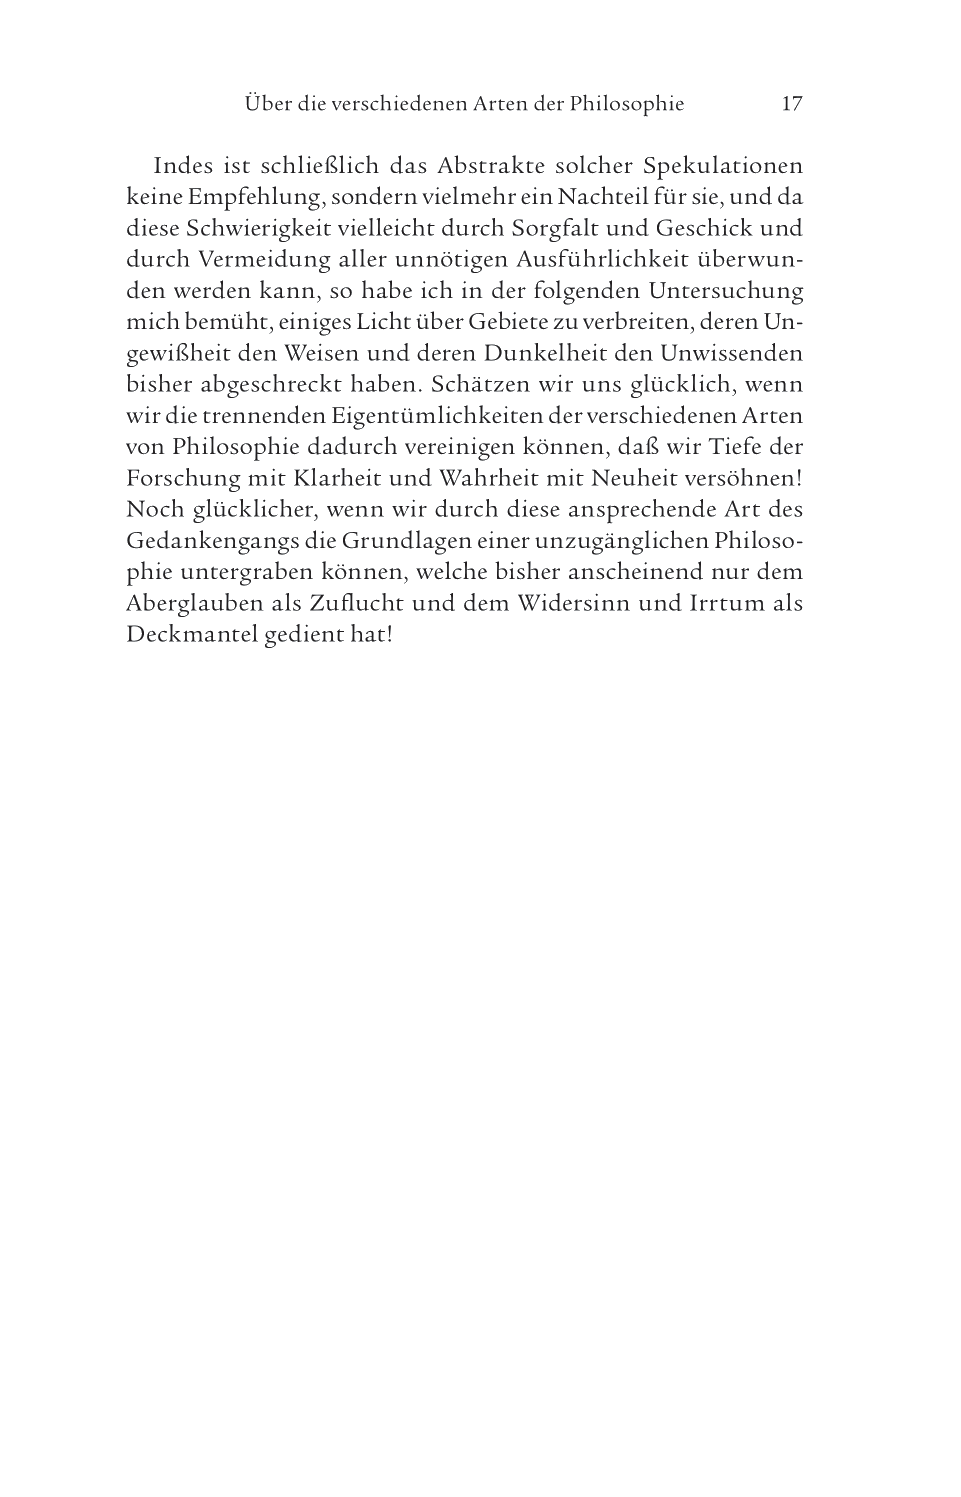 Über die verschiedenen Arten der Philosophie 17
Indes ist schließlich das Abstrakte solcher Spekulationen
keine Empfehlung, sondern vielmehr ein Nachteil für sie, und da
diese Schwierigkeit vielleicht durch Sorgfalt und Geschick und
durch Vermeidung aller unnötigen Ausführlichkeit überwun-
den werden kann, so habe ich in der folgenden Untersuchung
mich bemüht, einiges Licht über Gebiete zu verbreiten, deren Un-
gewißheit den Weisen und deren Dunkelheit den Unwissenden
bisher abgeschreckt haben. Schätzen wir uns glücklich, wenn
wir die trennenden Eigentümlichkeiten der verschiedenen Arten
von Philosophie dadurch vereinigen können, daß wir Tiefe der
Forschung mit Klarheit und Wahrheit mit Neuheit versöhnen!
Noch glücklicher, wenn wir durch diese ansprechende Art des
Gedankengangs die Grundlagen einer unzugänglichen Philoso-
phie untergraben können, welche bisher anscheinend nur dem
Aberglauben als Zuflucht und dem Widersinn und Irrtum als
Deckmantel gedient hat!